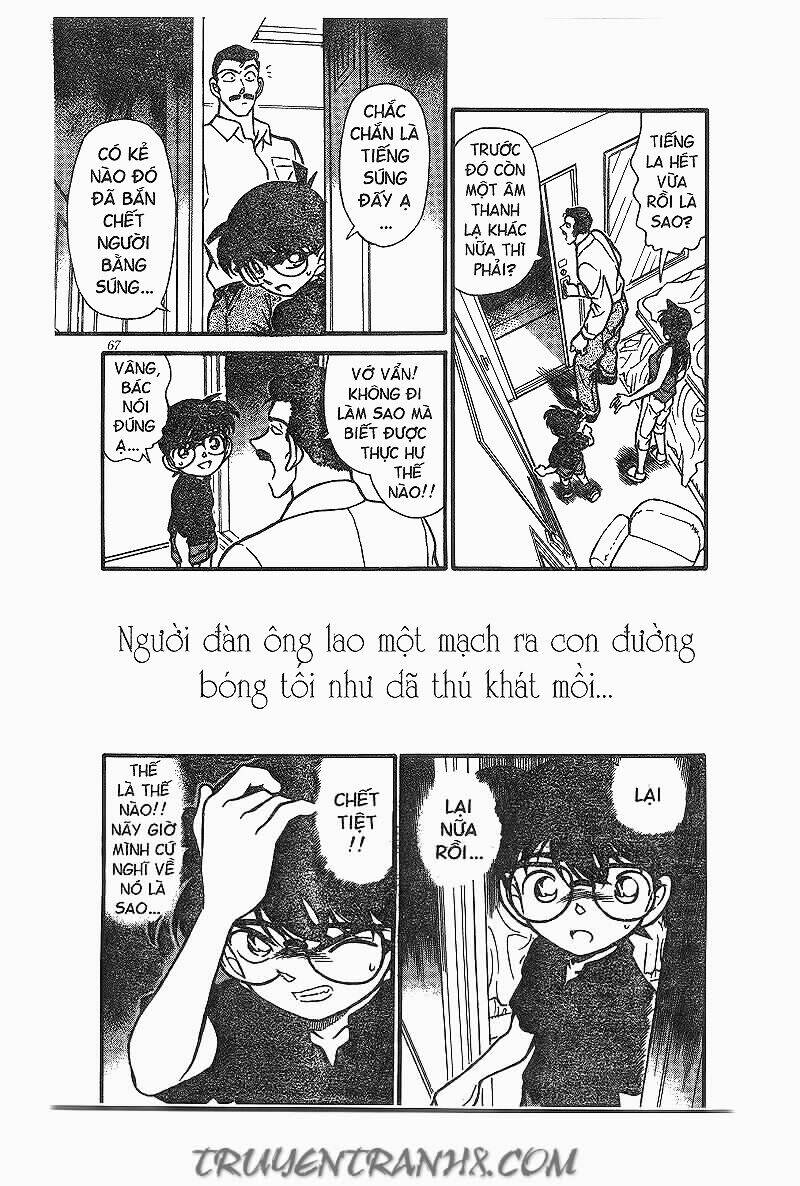 TIẾNG
LA HÉT
VỪA
RỒI LÀ
SAO?
TRƯỚC
ĐÓ CÒN
MỘT ÂM
THANH
LẠ KHÁC
NỮA THÌ
PHẢI?
CHẮC
CHẮN LÀ
TIẾNG
SÚNG
ĐẤY Ạ
...
CÓ KẺ
NÀO ĐÓ
ĐÃ BẮN
CHẾT
NGƯỜI
BẰNG
SÚNG...
67
VỚ VẨN!
KHÔNG ĐI
LÀM SAO MÀ
BIẾT ĐƯỢC
THỰC HƯ
THẾ
NÀO!!
VÂNG,
BÁC
NÓI
ĐÚNG
Ạ...
Người đàn ông lao một mạch ra con đường
bóng tối như dã thú khát mồi...
LẠI
LẠI
NỮA
RỒI...
CHẾT
TIỆT
!!
THẾ
LÀ THẾ
NÀO!!
NÃY GIỜ
MÌNH CỨ
NGHĨ VỀ
NÓ LÀ
SAO...
TRUYENTRANH8.COM